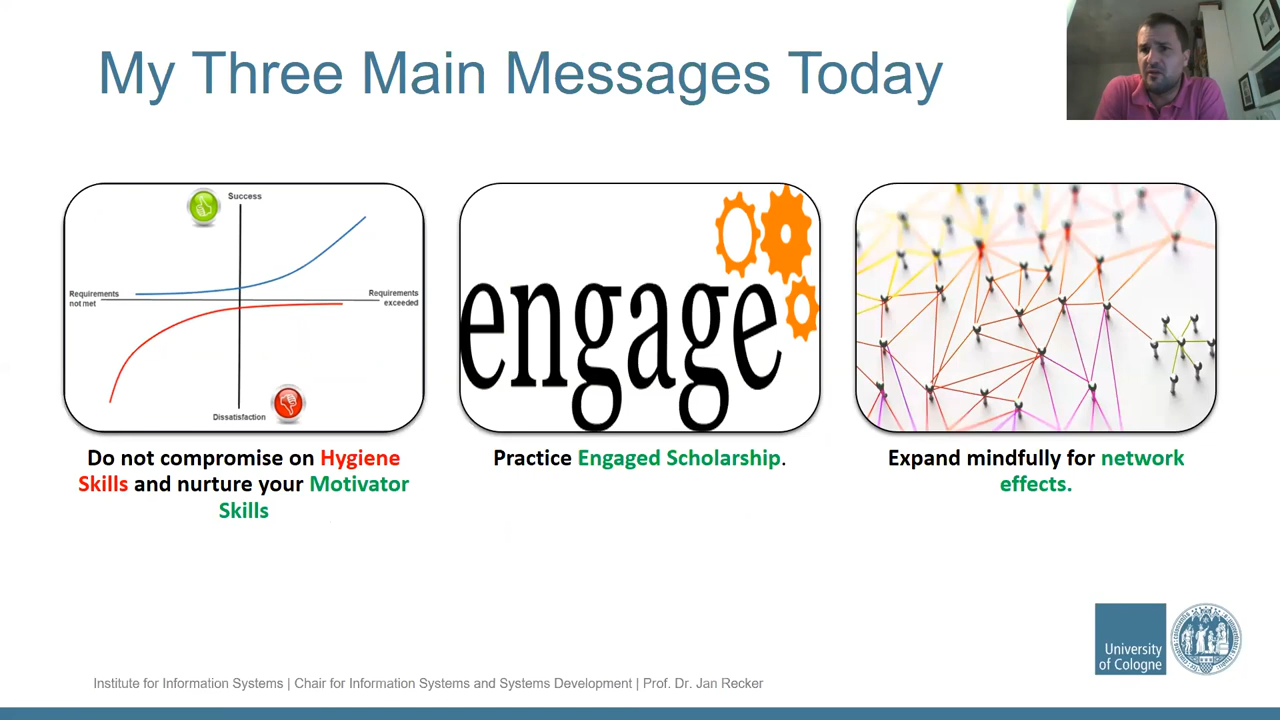 My Three Main Messages Today
Success
Requirements
not met
Requirements
exceeded
Dissatisfaction
engage
Do not compromise on Hygiene
Skills and nurture your Motivator
Skills
Practice Engaged Scholarship.
Expand mindfully for network
effects.
University
of Cologne
Institute for Information Systems | Chair for Information Systems and Systems Development | Prof. Dr. Jan Recker